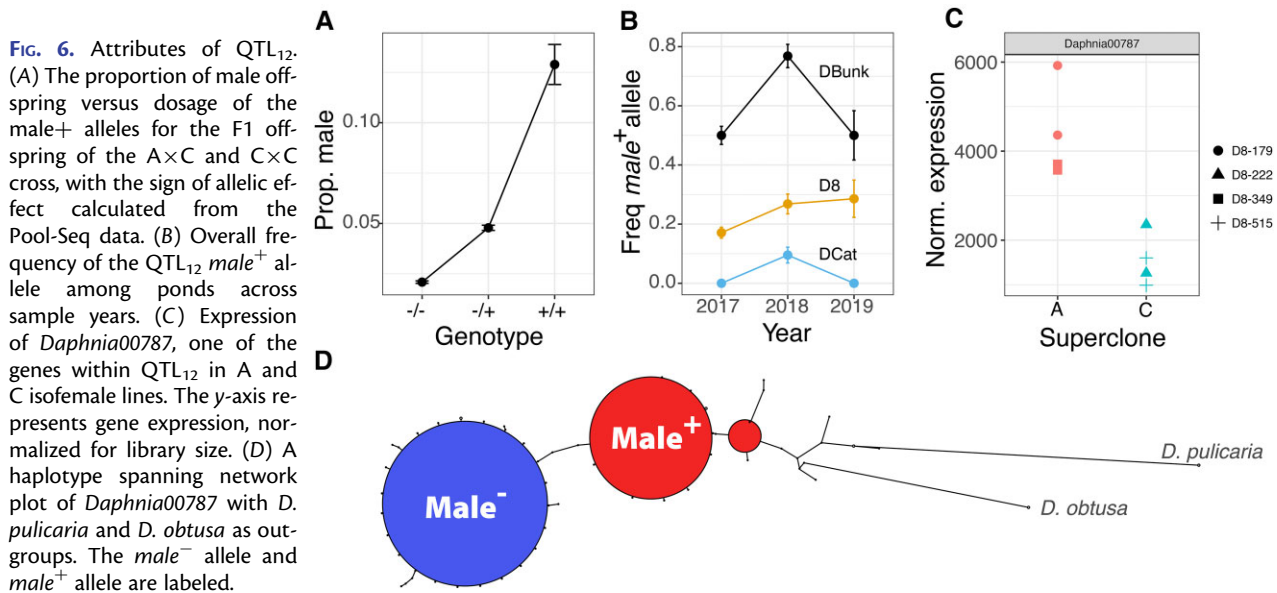 FIG. 6. Attributes of QTL12.
(A) The proportion of male off-
spring versus dosage of the
male+ alleles for the F1 off-
spring of the A×C and C×C
cross, with the sign of allelic ef-
fect calculated from the
Pool-Seq data. (B) Overall fre-
quency of the QTL12 male+ al-
lele among ponds across
sample years. (C) Expression
of Daphnia00787, one of the
genes within QTL12 in A and
C isofemale lines. The y-axis re-
presents gene expression, nor-
malized for library size. (D) A
haplotype spanning network
plot of Daphnia00787 with D.
pulicaria and D. obtusa as out-
groups. The male− allele and
male+ allele are labeled.
A
Prop. male
0.10
0.05
-/-
-/+
+/+
Genotype
B
Freq male+ allele
0.8
0.6
0.4
0.2
0.0
DBunk
D8
DCat
2017
2018
2019
Year
C
Daphnia00787
Norm. expression
6000
4000
2000
A
C
Superclone
D8-179
D8-222
D8-349
D8-515
D
Male-
Male+
D. pulicaria
D. obtusa